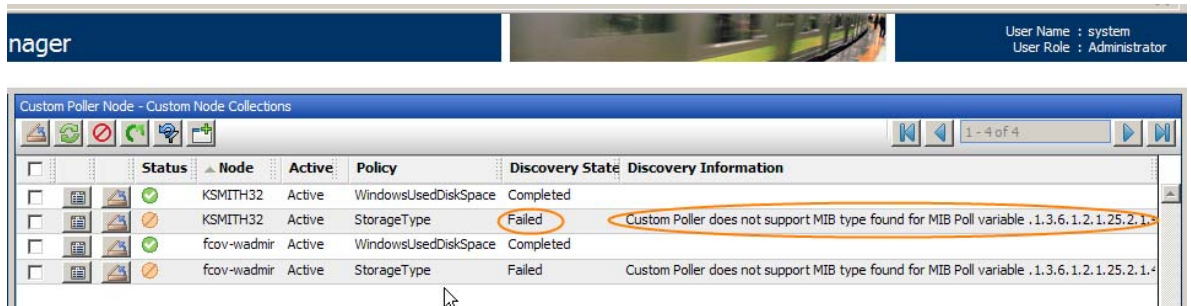 nager
User Name : system
User Role : Administrator
Custom Poller Node - Custom Node Collections
1 - 4 of 4
Status Node Active Policy Discovery State Discovery Information
KSMITH32 Active WindowsUsedDiskSpace Completed
KSMITH32 Active StorageType Failed Custom Poller does not support MIB type found for MIB Poll variable .1.3.6.1.2.1.25.2.1.
fcov-wadmir Active WindowsUsedDiskSpace Completed
fcov-wadmir Active StorageType Failed Custom Poller does not support MIB type found for MIB Poll variable .1.3.6.1.2.1.25.2.1.